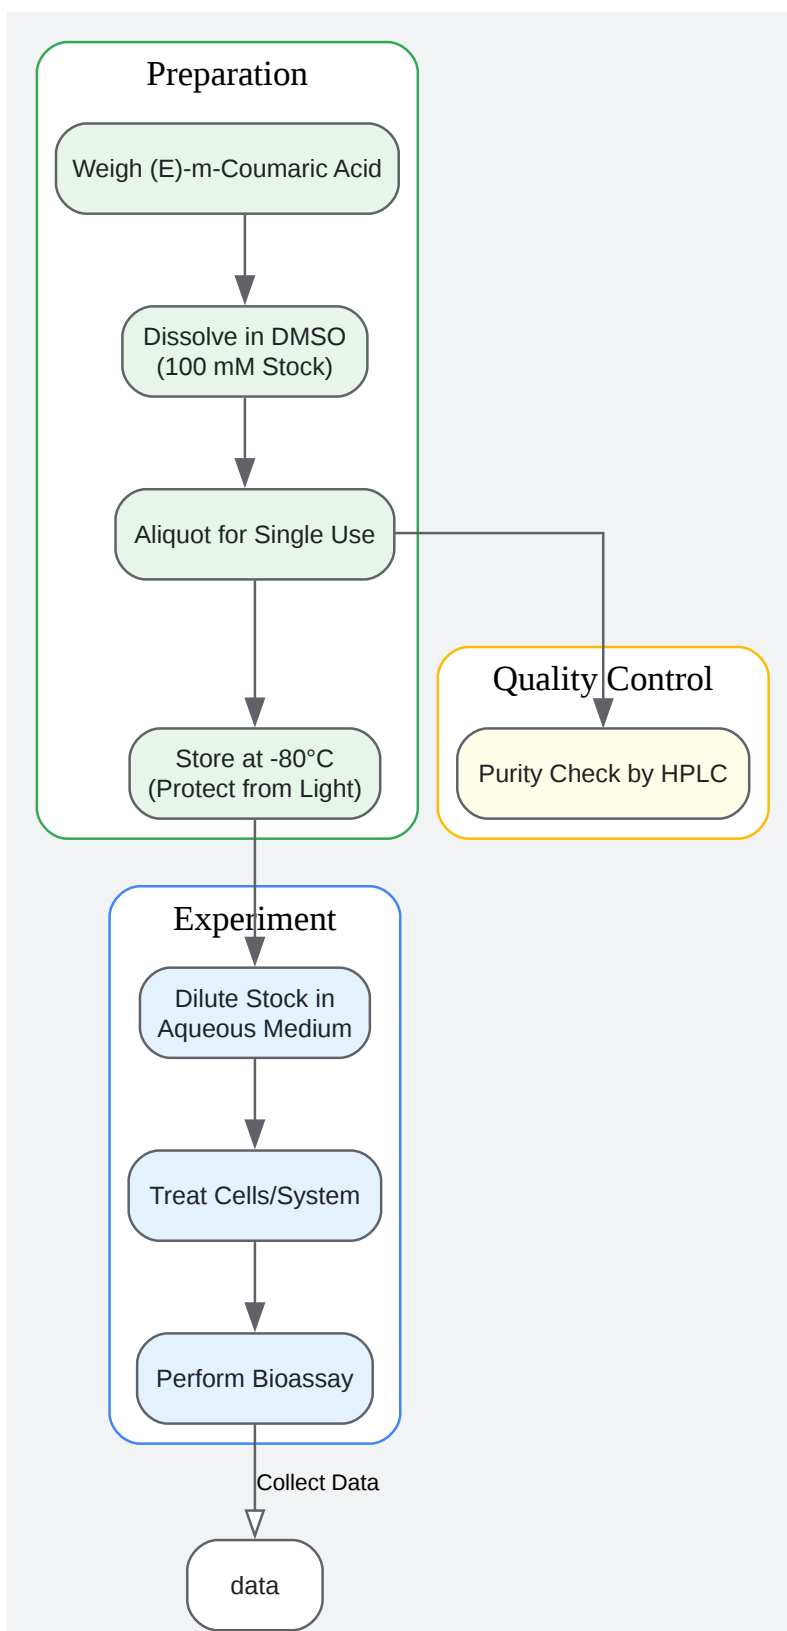 Preparation
Weigh (E)-m-Coumaric Acid
Dissolve in DMSO
(100 mM Stock)
Aliquot for Single Use
Quality Control
Store at -80°C
(Protect from Light)
Purity Check by HPLC
Experiment
Dilute Stock in
Aqueous Medium
Treat Cells/System
Perform Bioassay
Collect Data
data